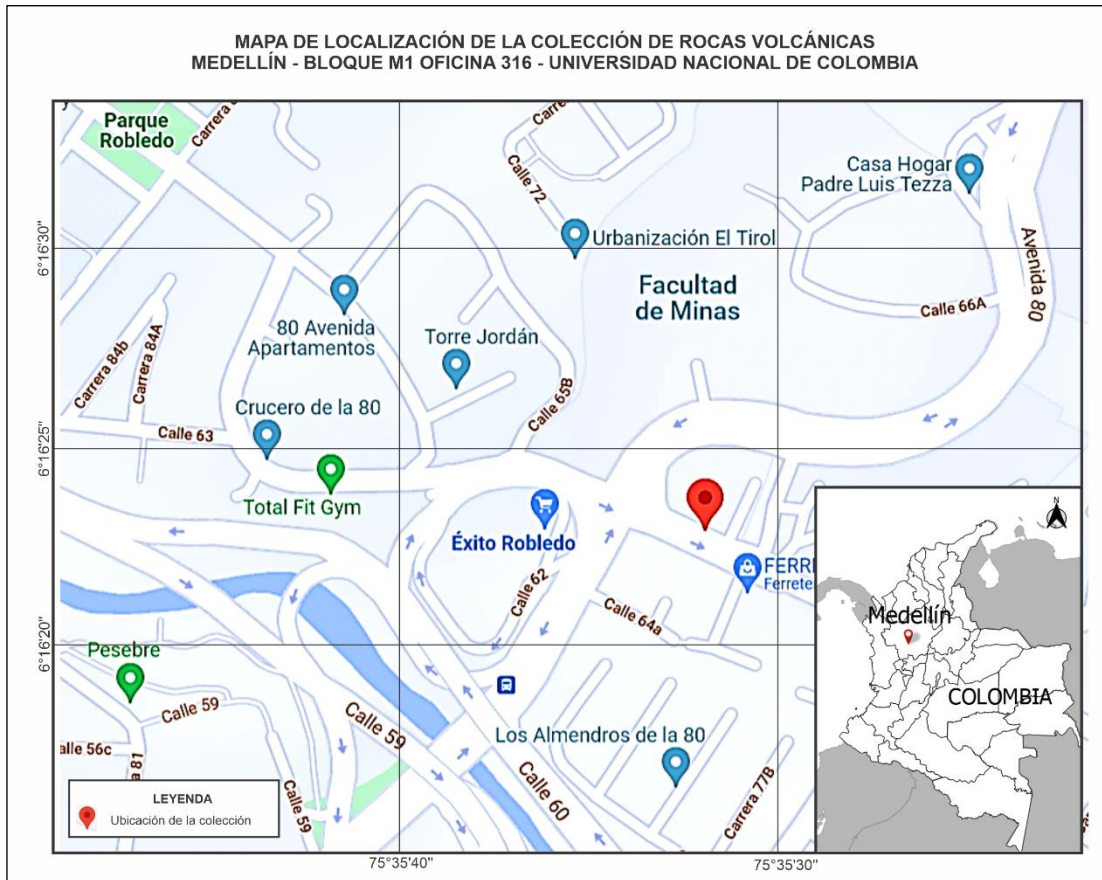 MAPA DE LOCALIZACIÓN DE LA COLECCIÓN DE ROCAS VOLCÁNICAS
MEDELLÍN - BLOQUE M1 OFICINA 316 - UNIVERSIDAD NACIONAL DE COLOMBIA
Parque
Robledo
Calle 72
Casa Hogar
Padre Luis Tezza
Urbanización El Tirol
Avenida 80
6°16'30"
Facultad
de Minas
80 Avenida
Apartamentos
Calle 66A
Torre Jordán
Carrera 84b
Carrera 84A
Calle 65B
Crucero de la 80
Calle 63
6°16'25"
Total Fit Gym
Éxito Robledo
Calle 62
FERRI
Ferrete
Calle 64a
6°16'20"
Pesebre
Calle 59
Calle 59
Calle 59
Calle 60
alle 56c
a 81
Los Almendros de la 80
Carrera 77B
Medellín
COLOMBIA
N
LEYENDA
Ubicación de la colección
75°35'40"
75°35'30"